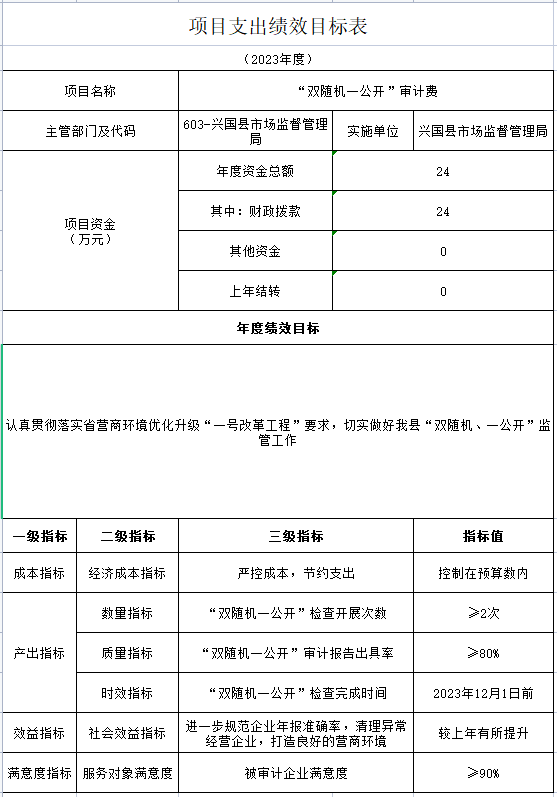 项目支出绩效目标表
（2023年度）
项目名称 “双随机一公开”审计费
主管部门及代码 603-兴国县市场监督管理局 实施单位 兴国县市场监督管理局
项目资金
（万元）
年度资金总额 24
其中：财政拨款 24
其他资金 0
上年结转 0
年度绩效目标
认真贯彻落实省营商环境优化升级“一号改革工程”要求，切实做好我县“双随机、一公开”监
管工作
一级指标 二级指标 三级指标 指标值
成本指标 经济成本指标 严控成本，节约支出 控制在预算数内
产出指标 数量指标 “双随机一公开”检查开展次数 ≥2次
质量指标 “双随机一公开”审计报告出具率 ≥80%
时效指标 “双随机一公开”检查完成时间 2023年12月1日前
效益指标 社会效益指标 进一步规范企业年报准确率，清理异常
经营企业，打造良好的营商环境 较上年有所提升
满意度指标 服务对象满意度 被审计企业满意度 ≥90%